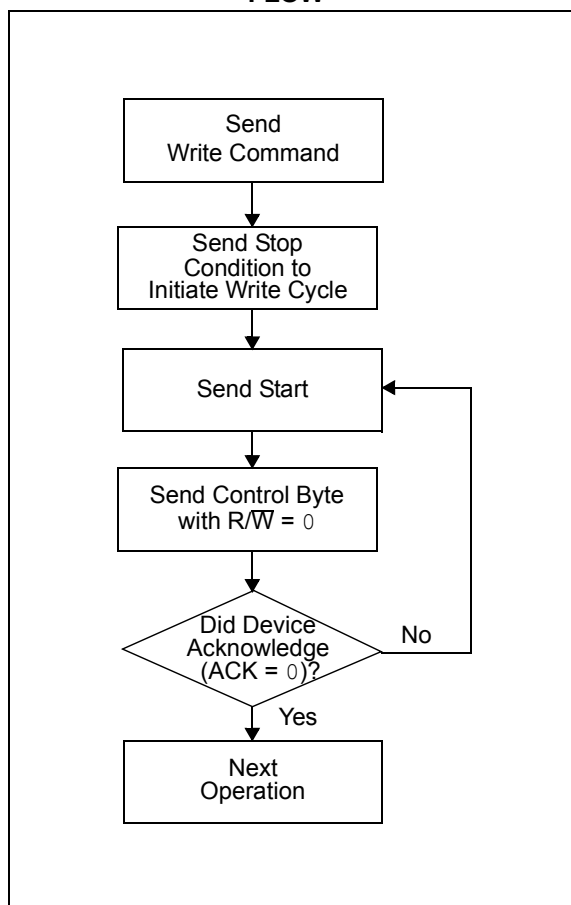 Send
Write Command
Send Stop
Condition to
Initiate Write Cycle
Send Start
Send Control Byte
with R/W̅ = 0
Did Device
Acknowledge
(ACK = 0)?
No
Yes
Next
Operation